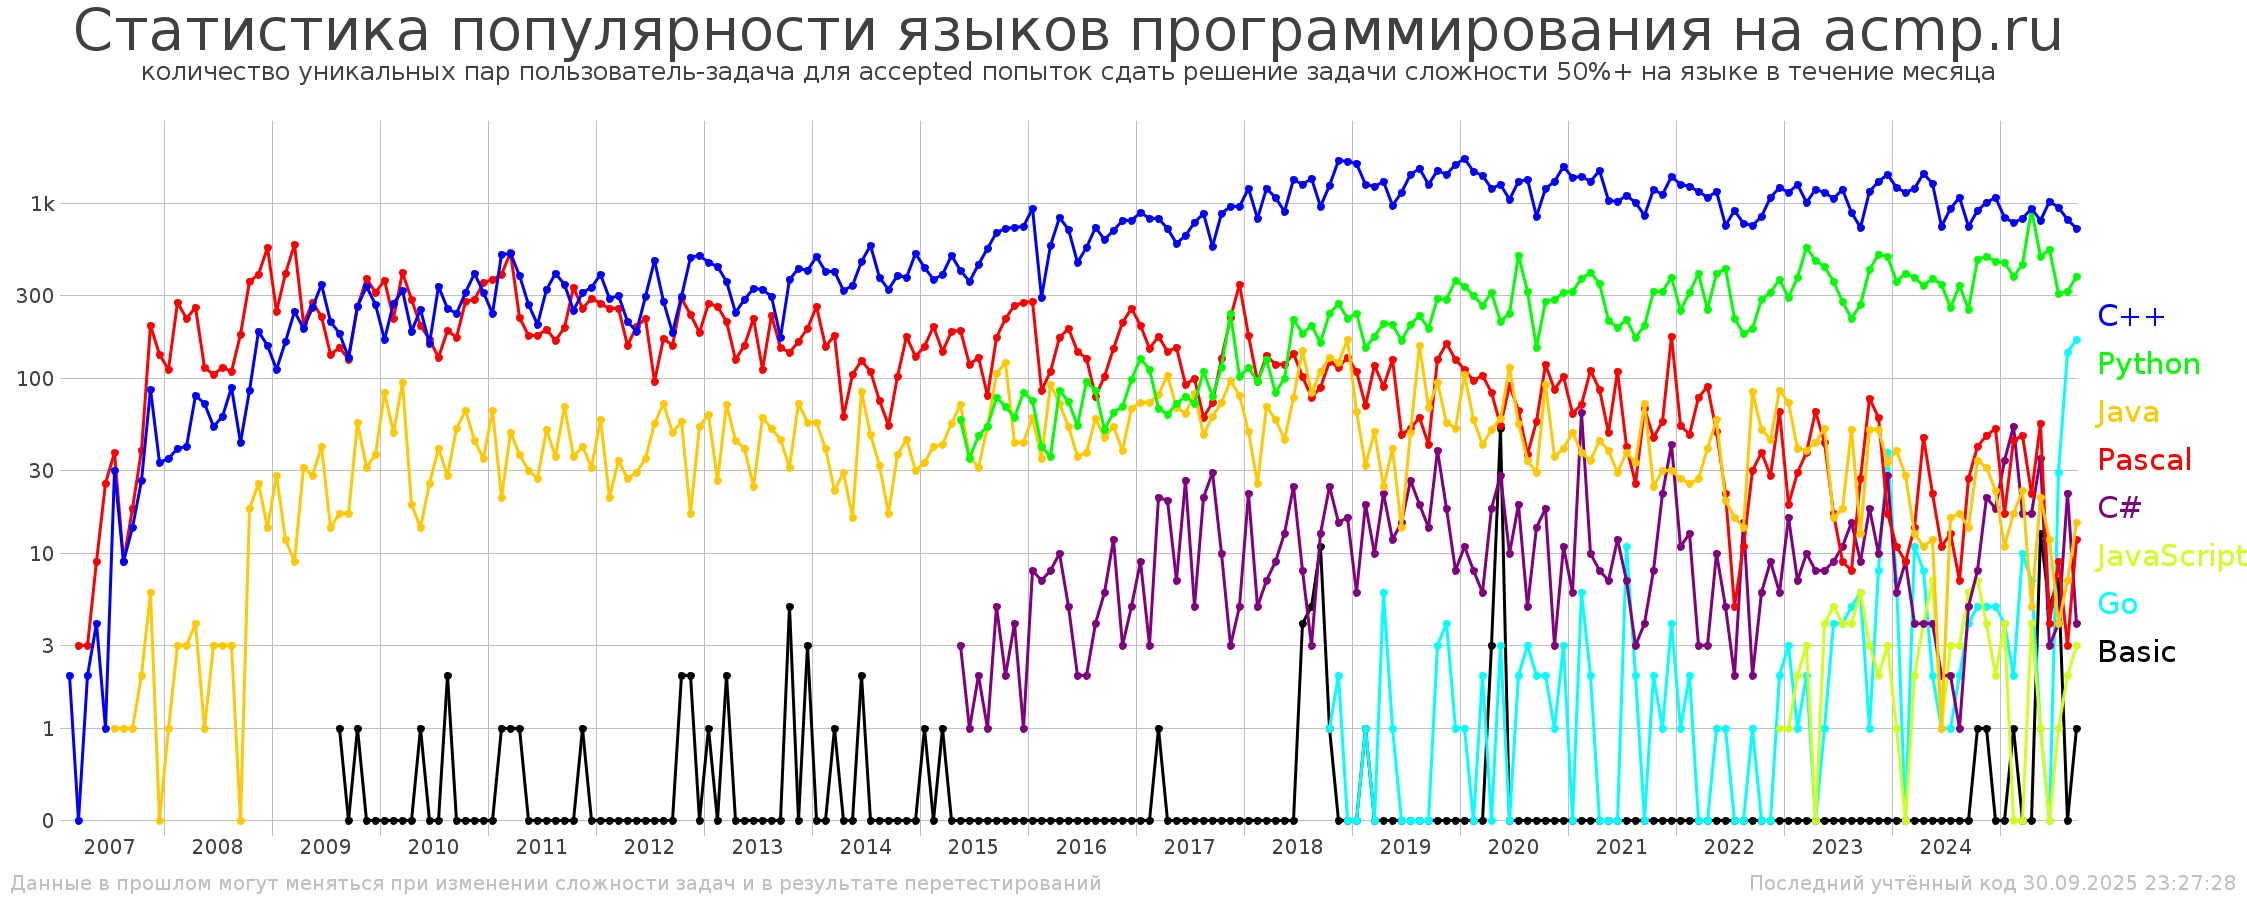 Статистика популярности языков программирования на acmp.ru
количество уникальных пар пользователь-задача для accepted попыток сдать решение задачи сложности 50%+ на языке в течение месяца
1k
300
100
30
10
3
1
0
C++
Python
Java
Pascal
C#
JavaScript
Go
Basic
2007 2008 2009 2010 2011 2012 2013 2014 2015 2016 2017 2018 2019 2020 2021 2022 2023 2024
Данные в прошлом могут меняться при изменении сложности задач и в результате перетестирований
Последний учтённый код 30.09.2025 23:27:28